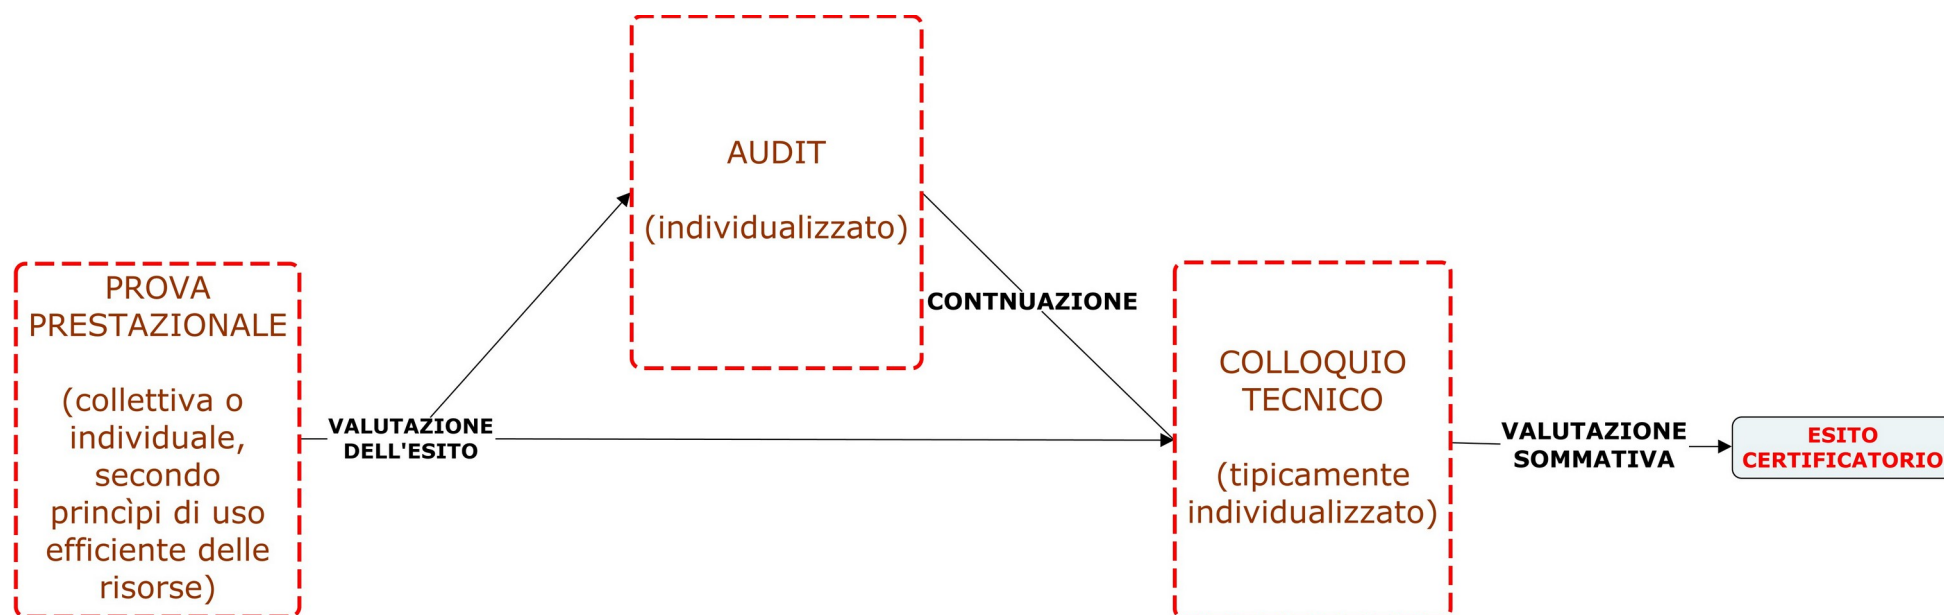 PROVA
PRESTAZIONALE
(collettiva o
individuale,
secondo
princìpi di uso
efficiente delle
risorse)
VALUTAZIONE
DELL'ESITO
AUDIT
(individualizzato)
CONTNUAZIONE
COLLOQUIO
TECNICO
(tipicamente
individualizzato)
VALUTAZIONE
SOMMATIVA
ESITO
CERTIFICATORIO